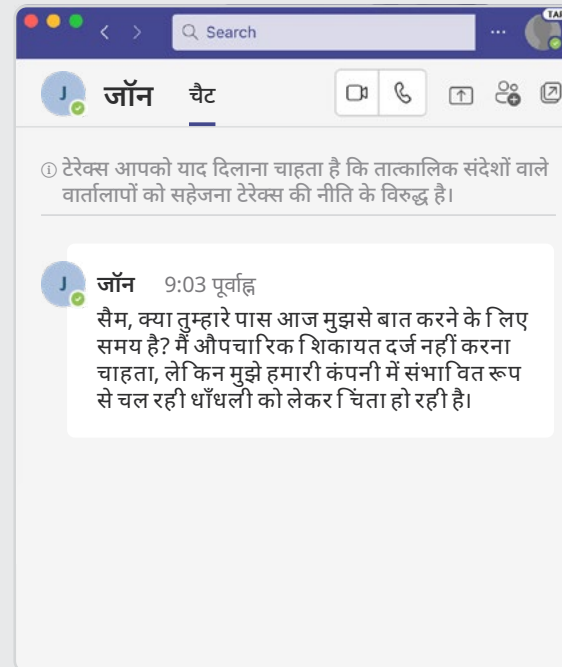 TAP
Search
J जॉन चैट
टेरेक्स आपको याद दिलाना चाहता है कि तात्कालिक संदेशों वाले
वार्तालापों को सहेजना टेरेक्स की नीति के विरुद्ध है।
J जॉन 9:03 पूर्वाह्न
सैम, क्या तुम्हारे पास आज मुझसे बात करने के लिए
समय है? मैं औपचारिक शिकायत दर्ज नहीं करना
चाहता, लेकिन मुझे हमारी कंपनी में संभावित रूप
से चल रही धाँधली को लेकर चिंता हो रही है।